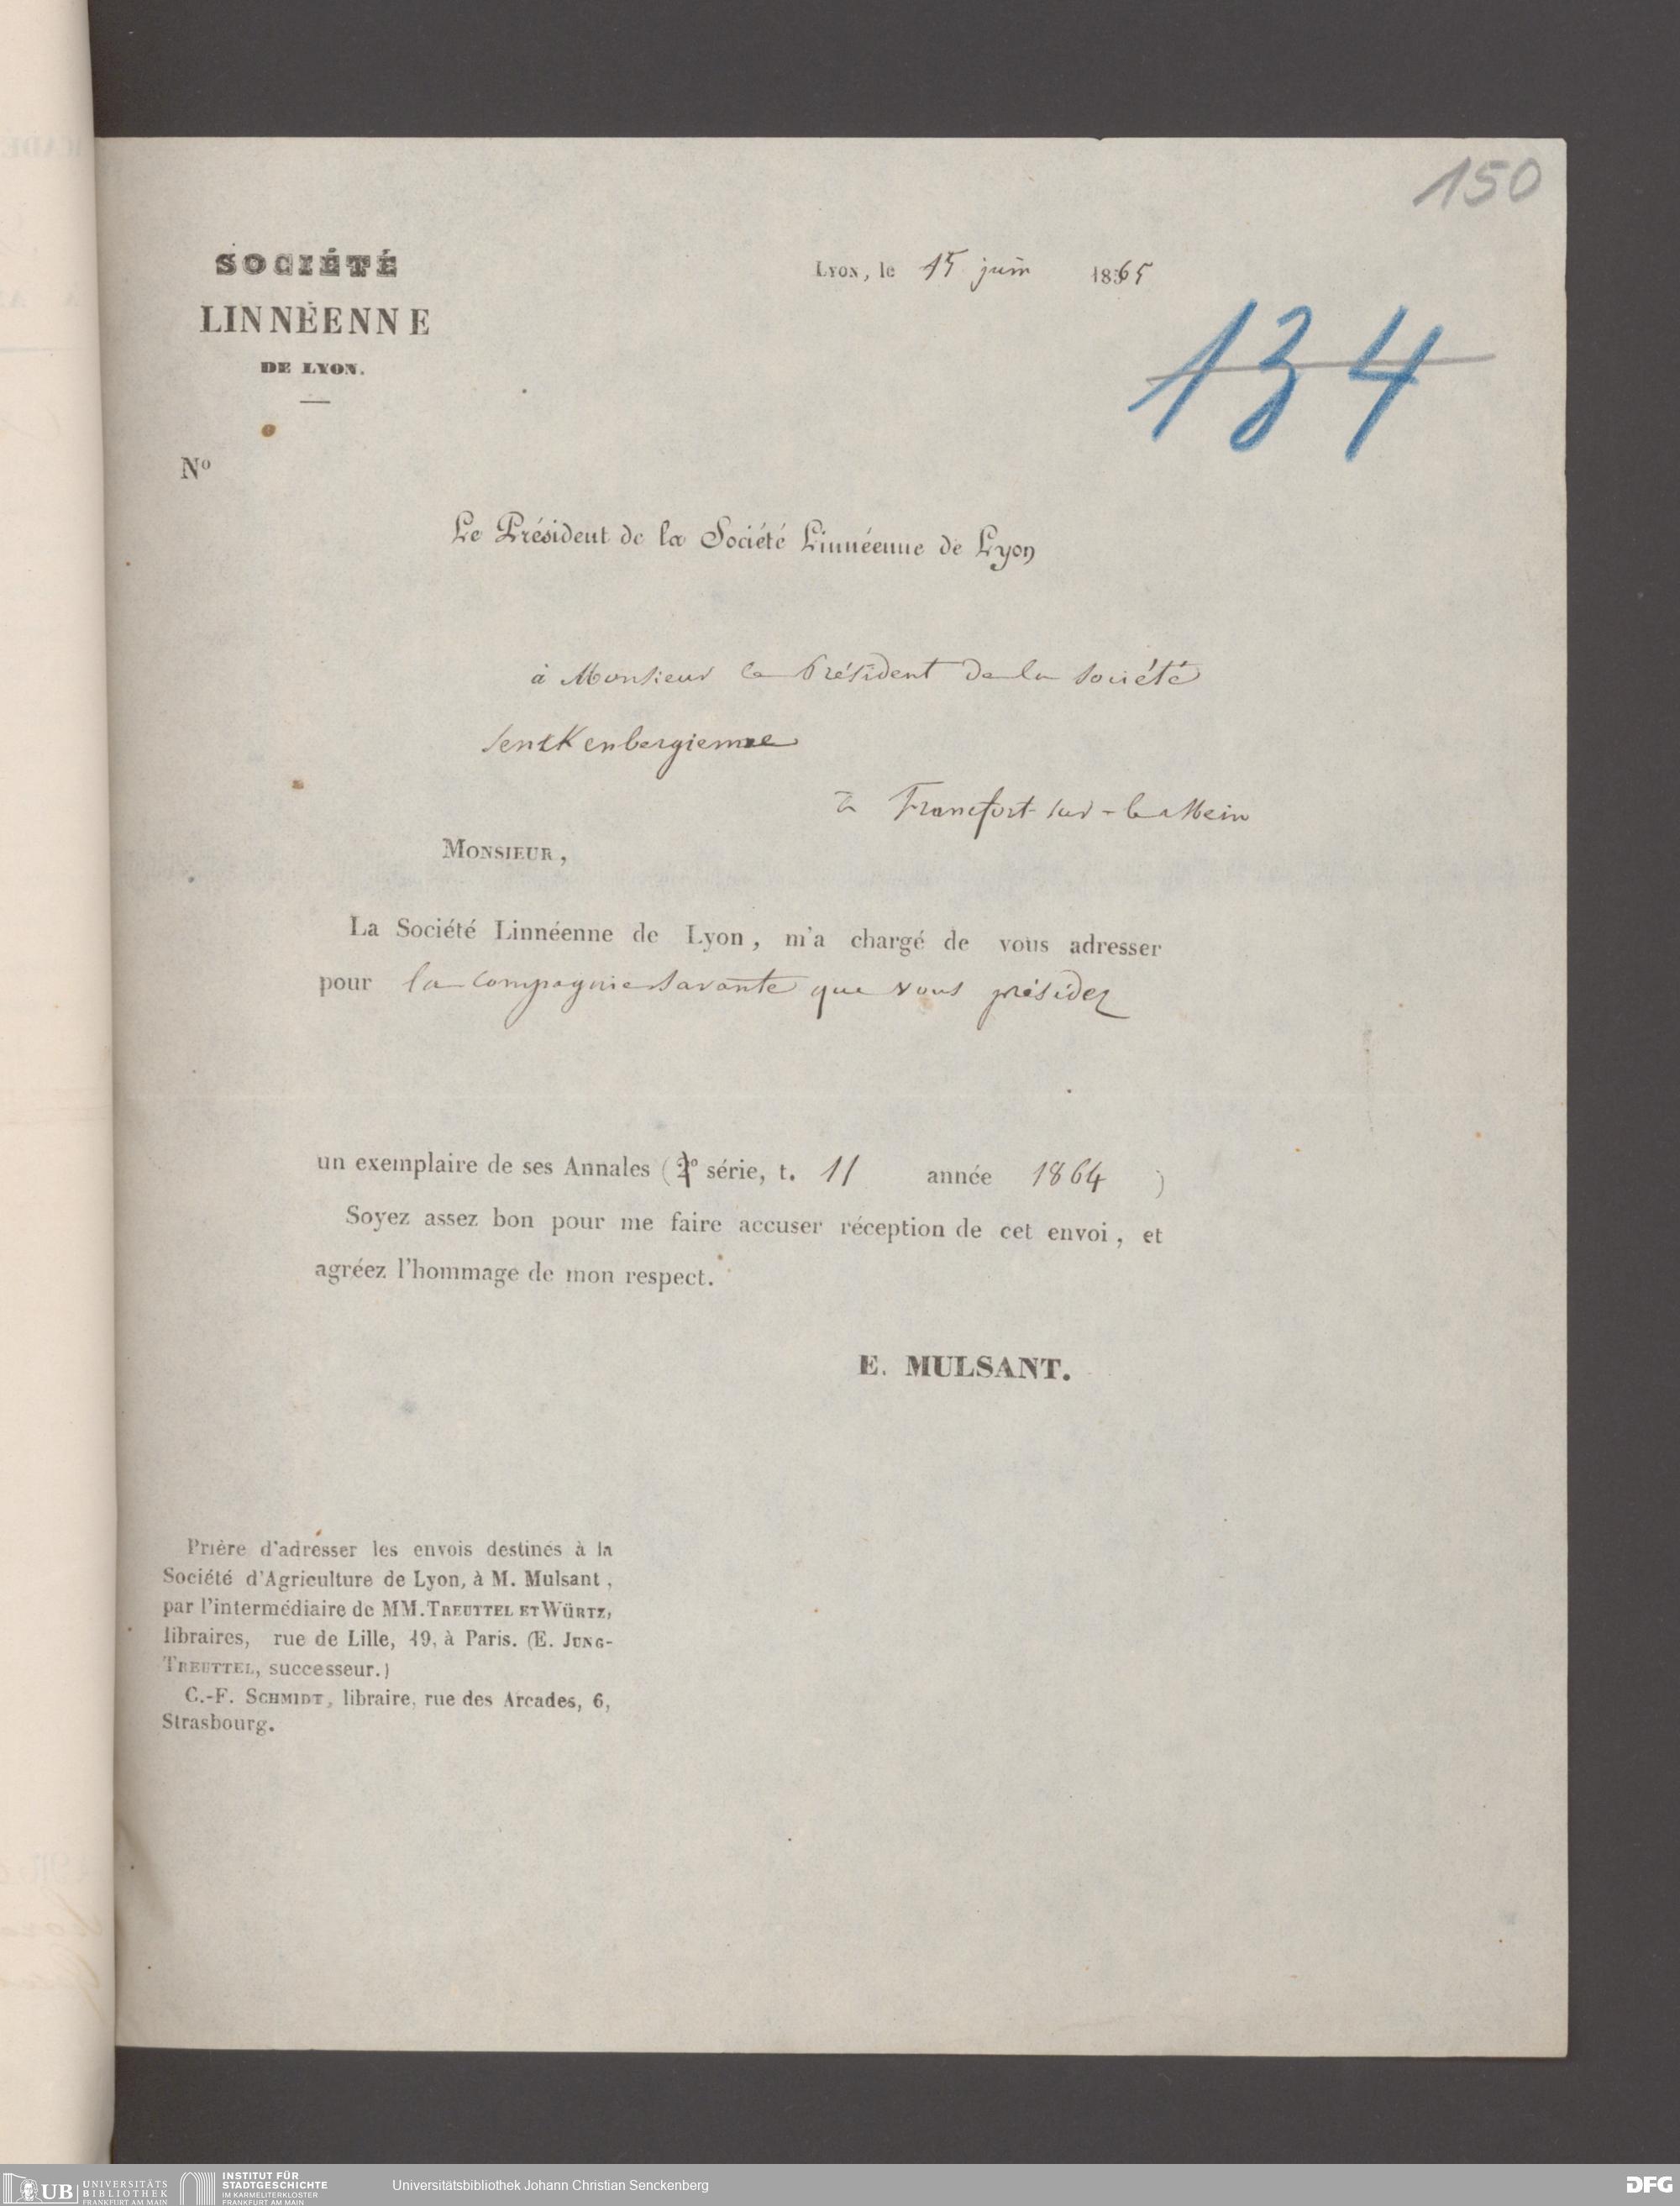 150
SOCIÉTÉ
LINNÉENNE
DE LYON.
Lyon, le 15 juin 1865
134
No
Le Président de la Société Linnéenne de Lyon
à Monsieur le Président de la société
senckenbergienne
à Francfort-sur-le Mein
Monsieur,
La Société Linnéenne de Lyon, m'a chargé de vous adresser
pour la compagnie savante que vous présidez
un exemplaire de ses Annales (2e série, t. 11 année 1864 )
Soyez assez bon pour me faire accuser réception de cet envoi, et
agréez l'hommage de mon respect.
E. MULSANT.
Prière d'adresser les envois destinés à la
Société d'Agriculture de Lyon, à M. Mulsant,
par l'intermédiaire de MM. Treuttel et Würtz,
libraires, rue de Lille, 19, à Paris. (E. Jung-
Treuttel, successeur.)
C.-F. Schmidt, libraire, rue des Arcades, 6,
Strasbourg.
UB UNIVERSITÄTS
BIBLIOTHEK
FRANKFURT AM MAIN
INSTITUT FÜR
STADTGESCHICHTE
IM KARMELITERKLOSTER
FRANKFURT AM MAIN
Universitätsbibliothek Johann Christian Senckenberg
DFG